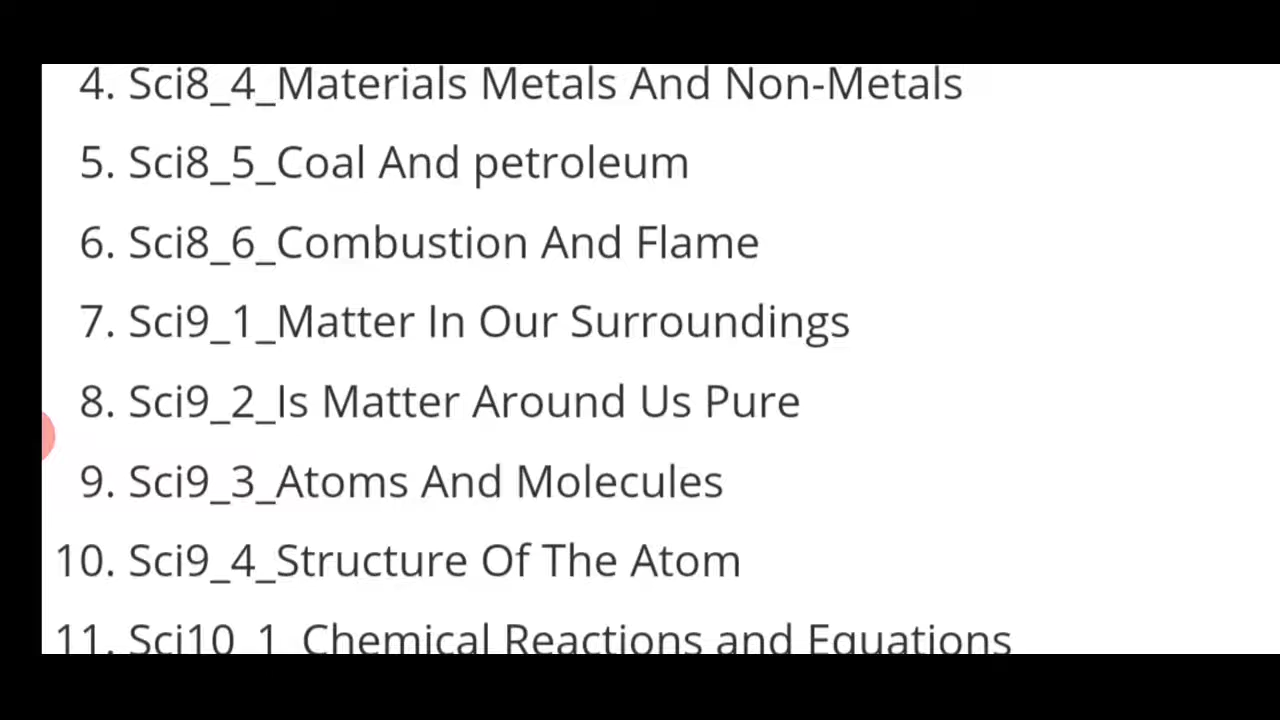 4. Sci8_4_Materials Metals And Non-Metals
5. Sci8_5_Coal And petroleum
6. Sci8_6_Combustion And Flame
7. Sci9_1_Matter In Our Surroundings
8. Sci9_2_Is Matter Around Us Pure
9. Sci9_3_Atoms And Molecules
10. Sci9_4_Structure Of The Atom
11. Sci10_1_Chemical Reactions and Equations